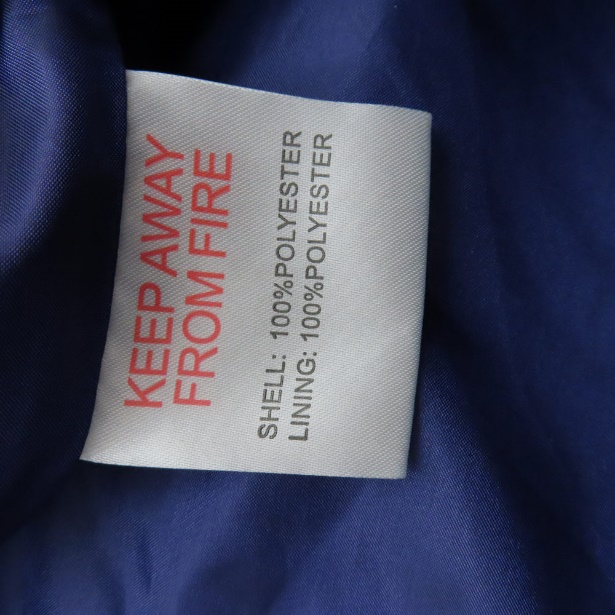 KEEP AWAY
FROM FIRE
SHELL: 100%POLYESTER
LINING: 100%POLYESTER